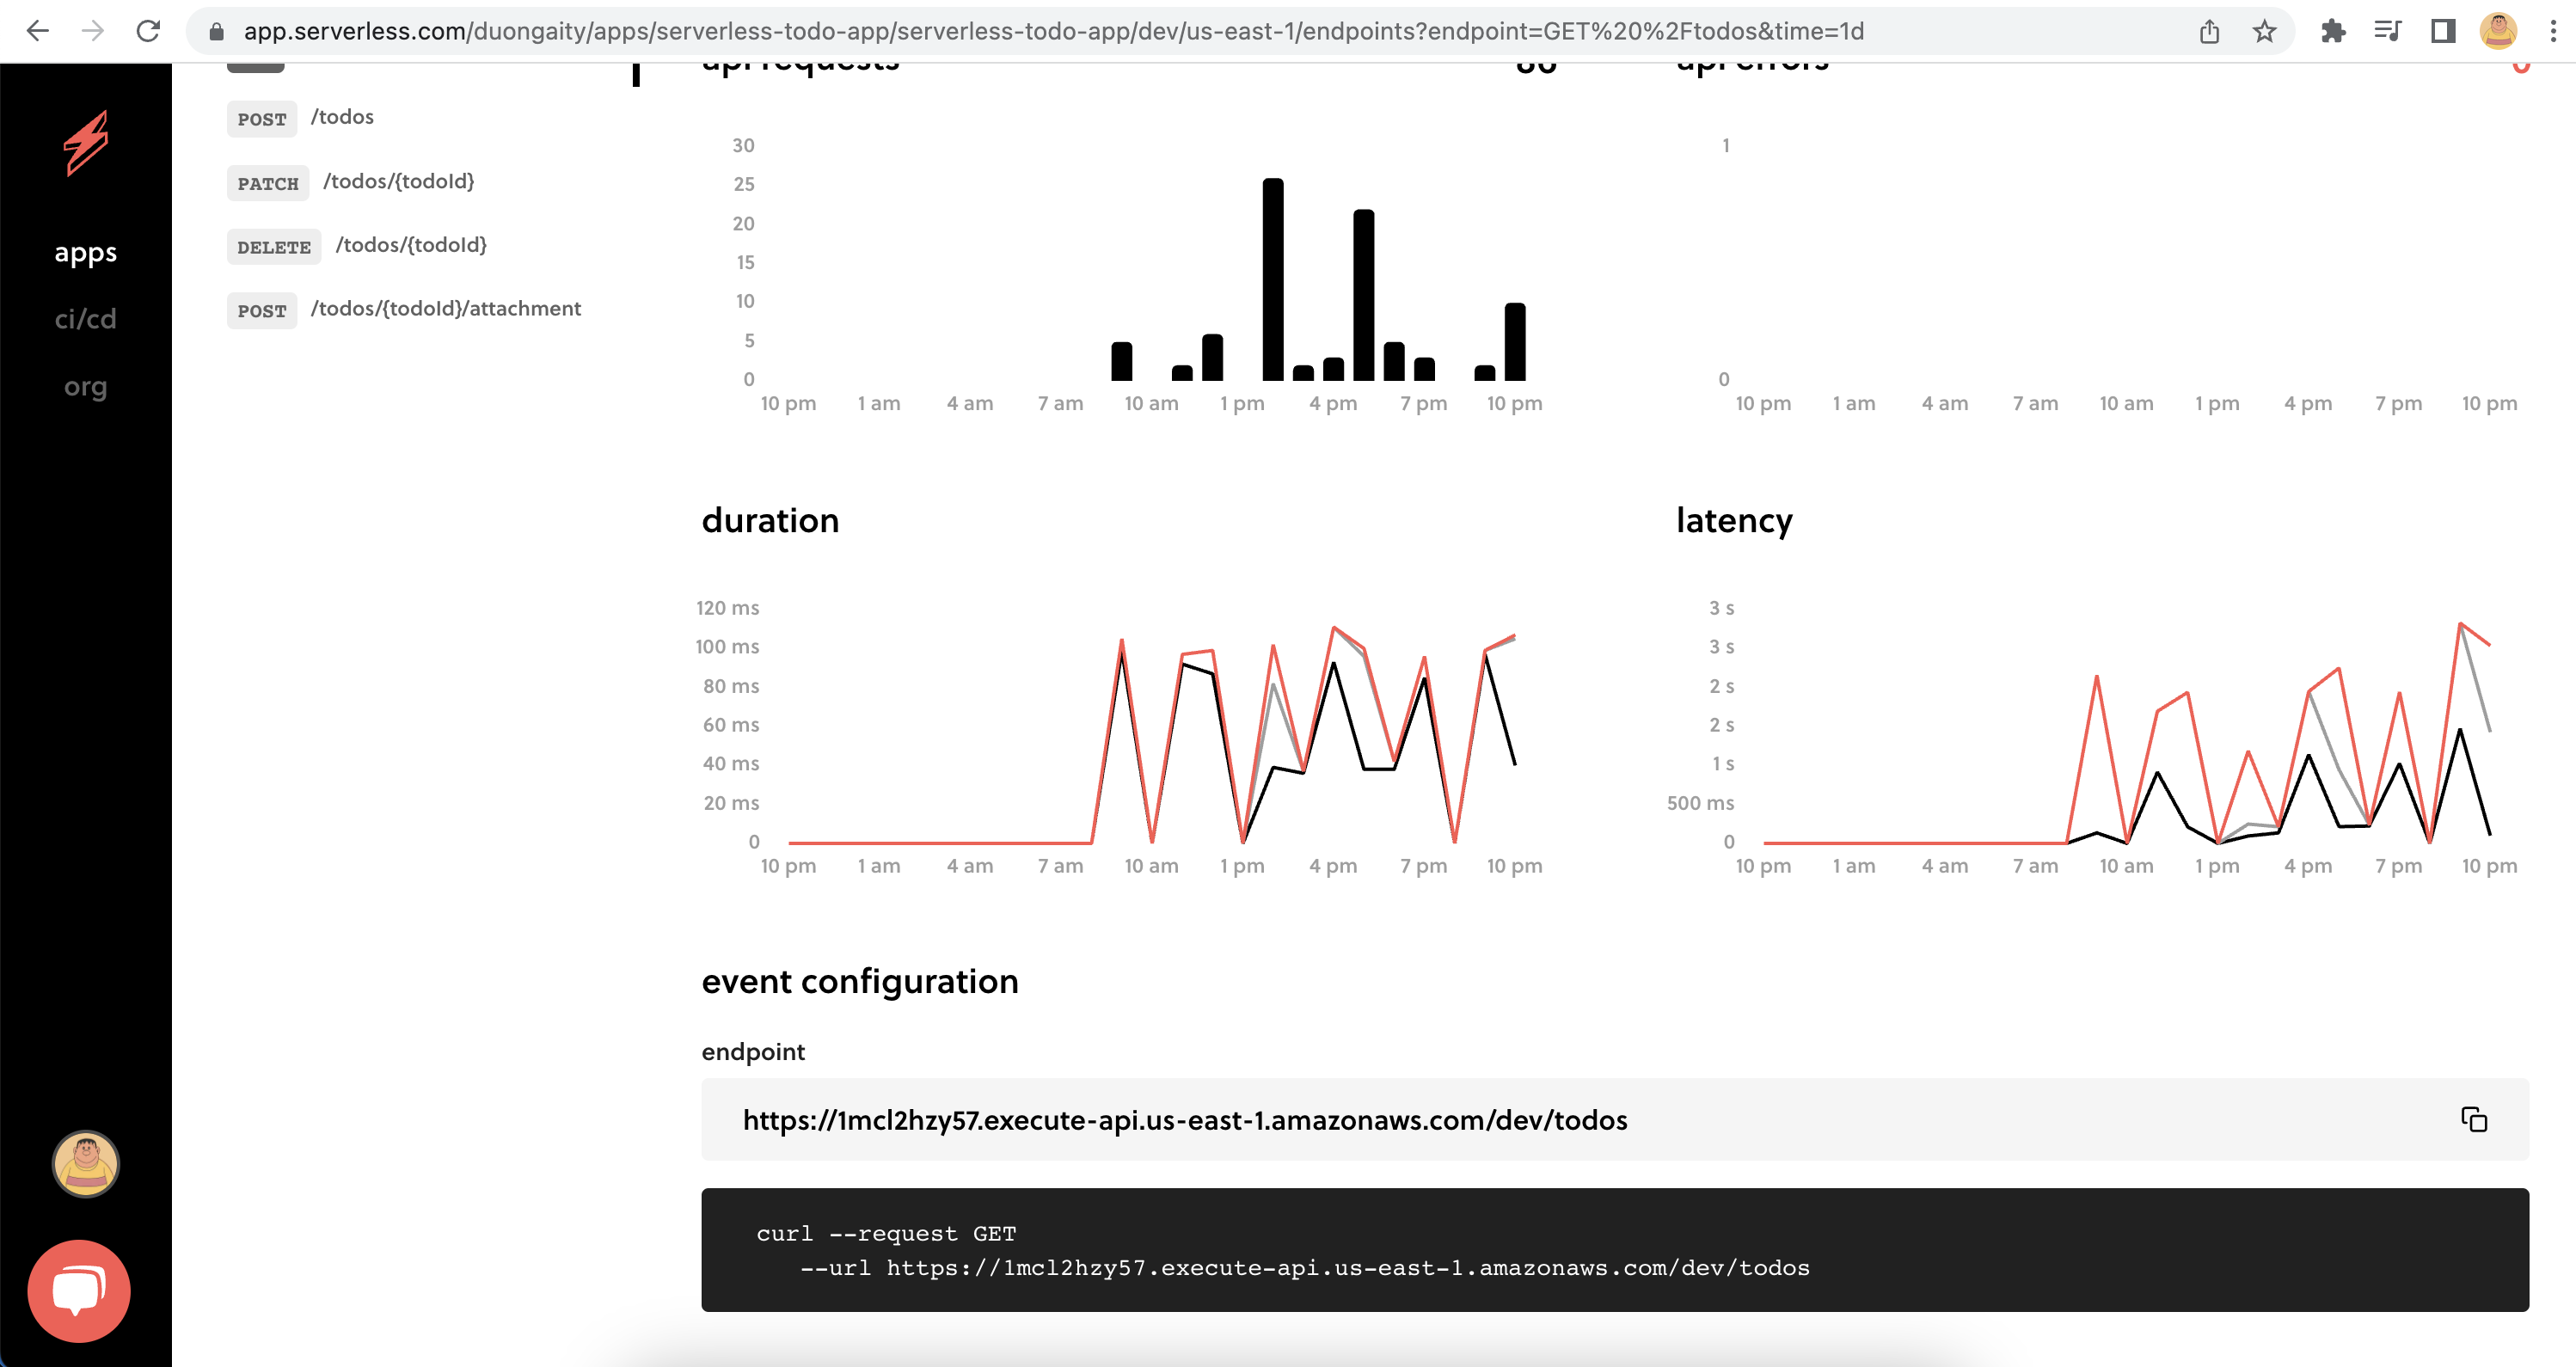 app.serverless.com/duongaity/apps/serverless-todo-app/serverless-todo-app/dev/us-east-1/endpoints?endpoint=GET%20%2Ftodos&time=1d
apps
ci/cd
org
POST /todos
PATCH /todos/{todoId}
DELETE /todos/{todoId}
POST /todos/{todoId}/attachment
api requests
30
25
20
15
10
5
0
10 pm 1 am 4 am 7 am 10 am 1 pm 4 pm 7 pm 10 pm
api errors
1
0
10 pm 1 am 4 am 7 am 10 am 1 pm 4 pm 7 pm 10 pm
duration
120 ms
100 ms
80 ms
60 ms
40 ms
20 ms
0
10 pm 1 am 4 am 7 am 10 am 1 pm 4 pm 7 pm 10 pm
latency
3 s
3 s
2 s
2 s
1 s
500 ms
0
10 pm 1 am 4 am 7 am 10 am 1 pm 4 pm 7 pm 10 pm
event configuration
endpoint
https://1mcl2hzy57.execute-api.us-east-1.amazonaws.com/dev/todos
curl --request GET
--url https://1mcl2hzy57.execute-api.us-east-1.amazonaws.com/dev/todos